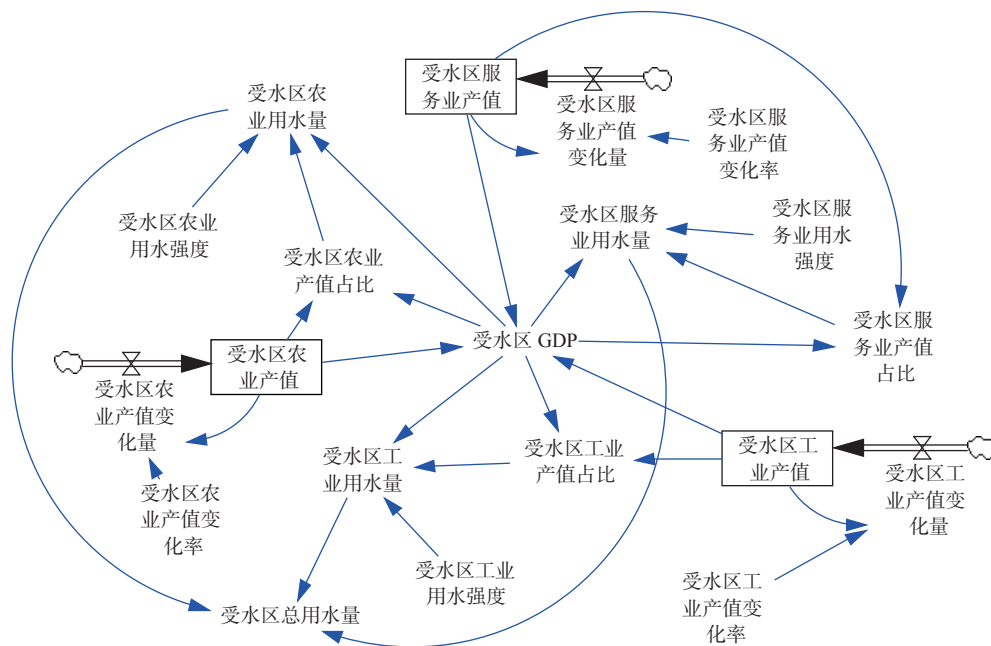 受水区服
务业产值
受水区服
务业产值
变化量
受水区服
务业产值
变化率
受水区农
业用水量
受水区农业
用水强度
受水区农业
产值占比
受水区服务
业用水量
受水区服
务业用水
强度
受水区 GDP
受水区服
务业产值
占比
受水区农
业产值
受水区农
业产值变
化量
受水区农
业产值变
化率
受水区工
业用水量
受水区工业
产值占比
受水区工
业产值
受水区工
业产值变
化量
受水区工业
用水强度
受水区工
业产值变
化率
受水区总用水量